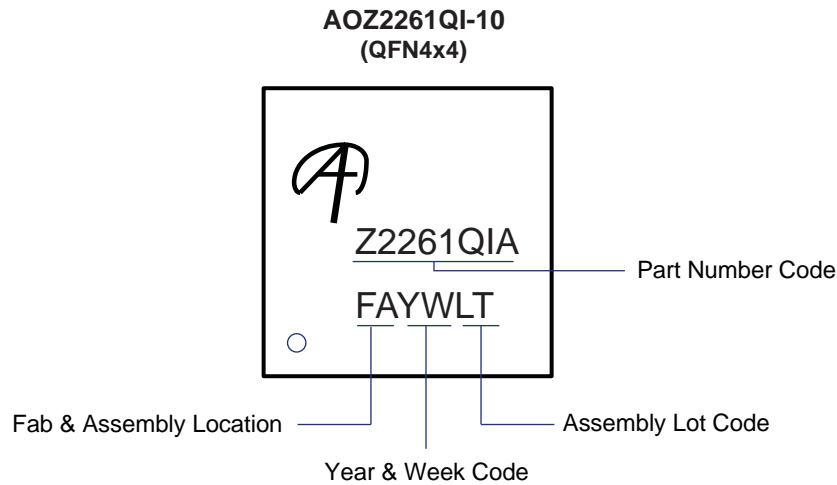 AOZ2261QI-10
(QFN4x4)
Z2261QIA
Part Number Code
FAYWLT
Fab & Assembly Location
Assembly Lot Code
Year & Week Code